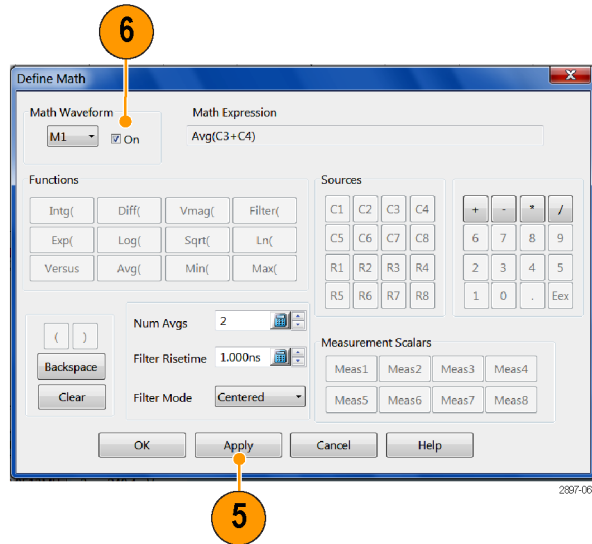 6
Define Math
X
Math Waveform
Math Expression
M1
On
Avg(C3+C4)
Functions
Sources
Intg( Diff( Vmag( Filter(
C1 C2 C3 C4
+ - * /
Exp( Log( Sqrt( Ln(
C5 C6 C7 C8
6 7 8 9
Versus Avg( Min( Max(
R1 R2 R3 R4
2 3 4 5
R5 R6 R7 R8
1 0 . Eex
( )
Backspace
Clear
Num Avgs 2
Filter Risetime 1.000ns
Filter Mode Centered
Measurement Scalars
Meas1 Meas2 Meas3 Meas4
Meas5 Meas6 Meas7 Meas8
OK Apply Cancel Help
2897-06
5